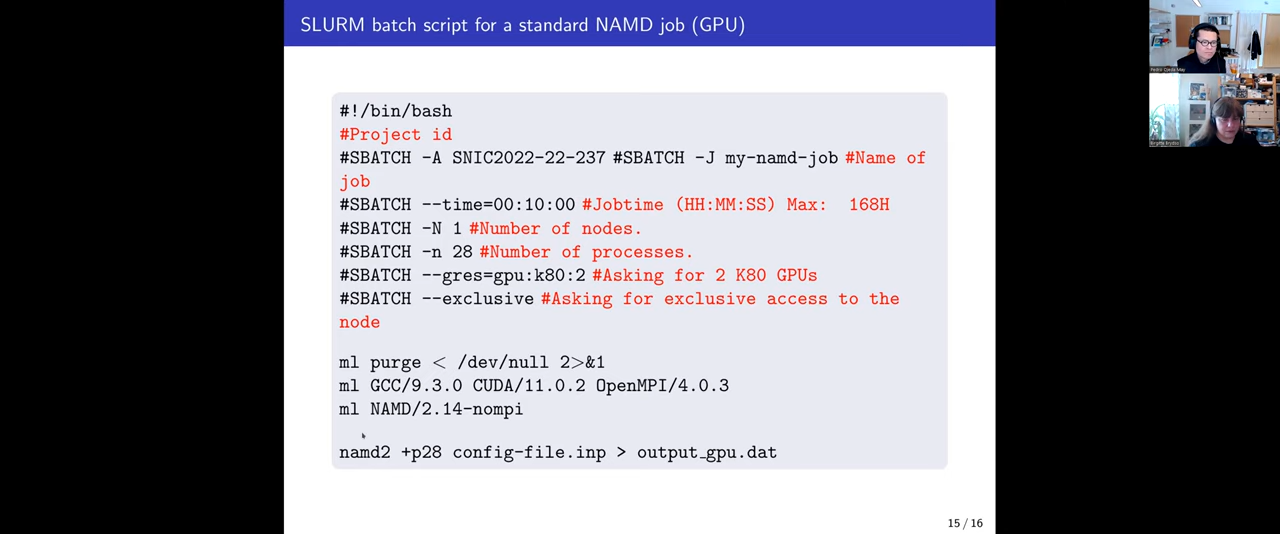 SLURM batch script for a standard NAMD job (GPU)
#!/bin/bash
#Project id
#SBATCH -A SNIC2022-22-237 #SBATCH -J my-namd-job #Name of
job
#SBATCH --time=00:10:00 #Jobtime (HH:MM:SS) Max: 168H
#SBATCH -N 1 #Number of nodes.
#SBATCH -n 28 #Number of processes.
#SBATCH --gres=gpu:k80:2 #Asking for 2 K80 GPUs
#SBATCH --exclusive #Asking for exclusive access to the
node
ml purge < /dev/null 2>&1
ml GCC/9.3.0 CUDA/11.0.2 OpenMPI/4.0.3
ml NAMD/2.14-nompi
namd2 +p28 config-file.inp > output_gpu.dat
15 / 16